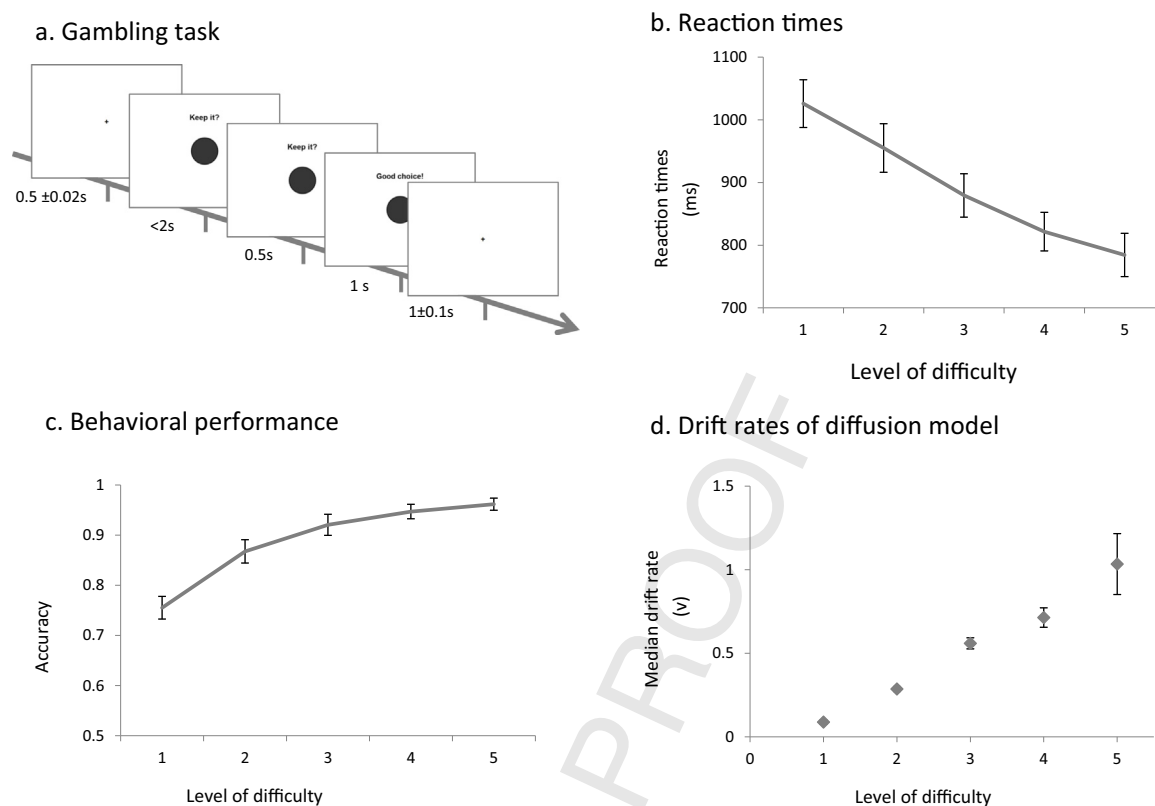 a. Gambling task
Keep it?
Keep it?
Good choice!
0.5 ±0.02s
<2s
0.5s
1 s
1±0.1s
b. Reaction times
1100
1000
900
800
700
Reaction times
(ms)
1 2 3 4 5
Level of difficulty
c. Behavioral performance
1
0.9
0.8
0.7
0.6
0.5
Accuracy
1 2 3 4 5
Level of difficulty
d. Drift rates of diffusion model
1.5
1
0.5
0
Median drift rate
(v)
0 1 2 3 4 5
Level of difficulty
PROOF